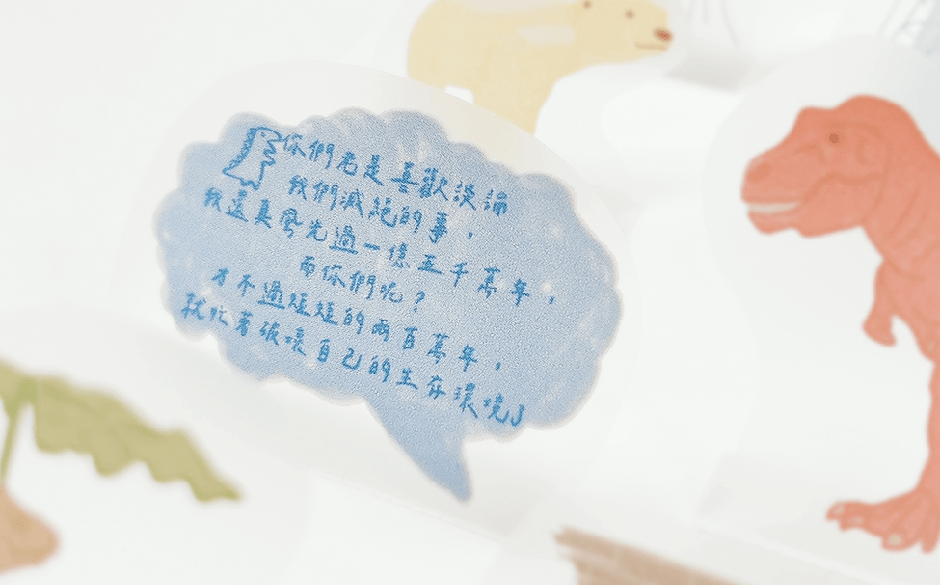 你們老是喜歡談論
我們滅絕的事，
我還真風光過一億五千萬年，
而你們呢？
才不過短短的兩百萬年，
就忙著破壞自己的生存環境」